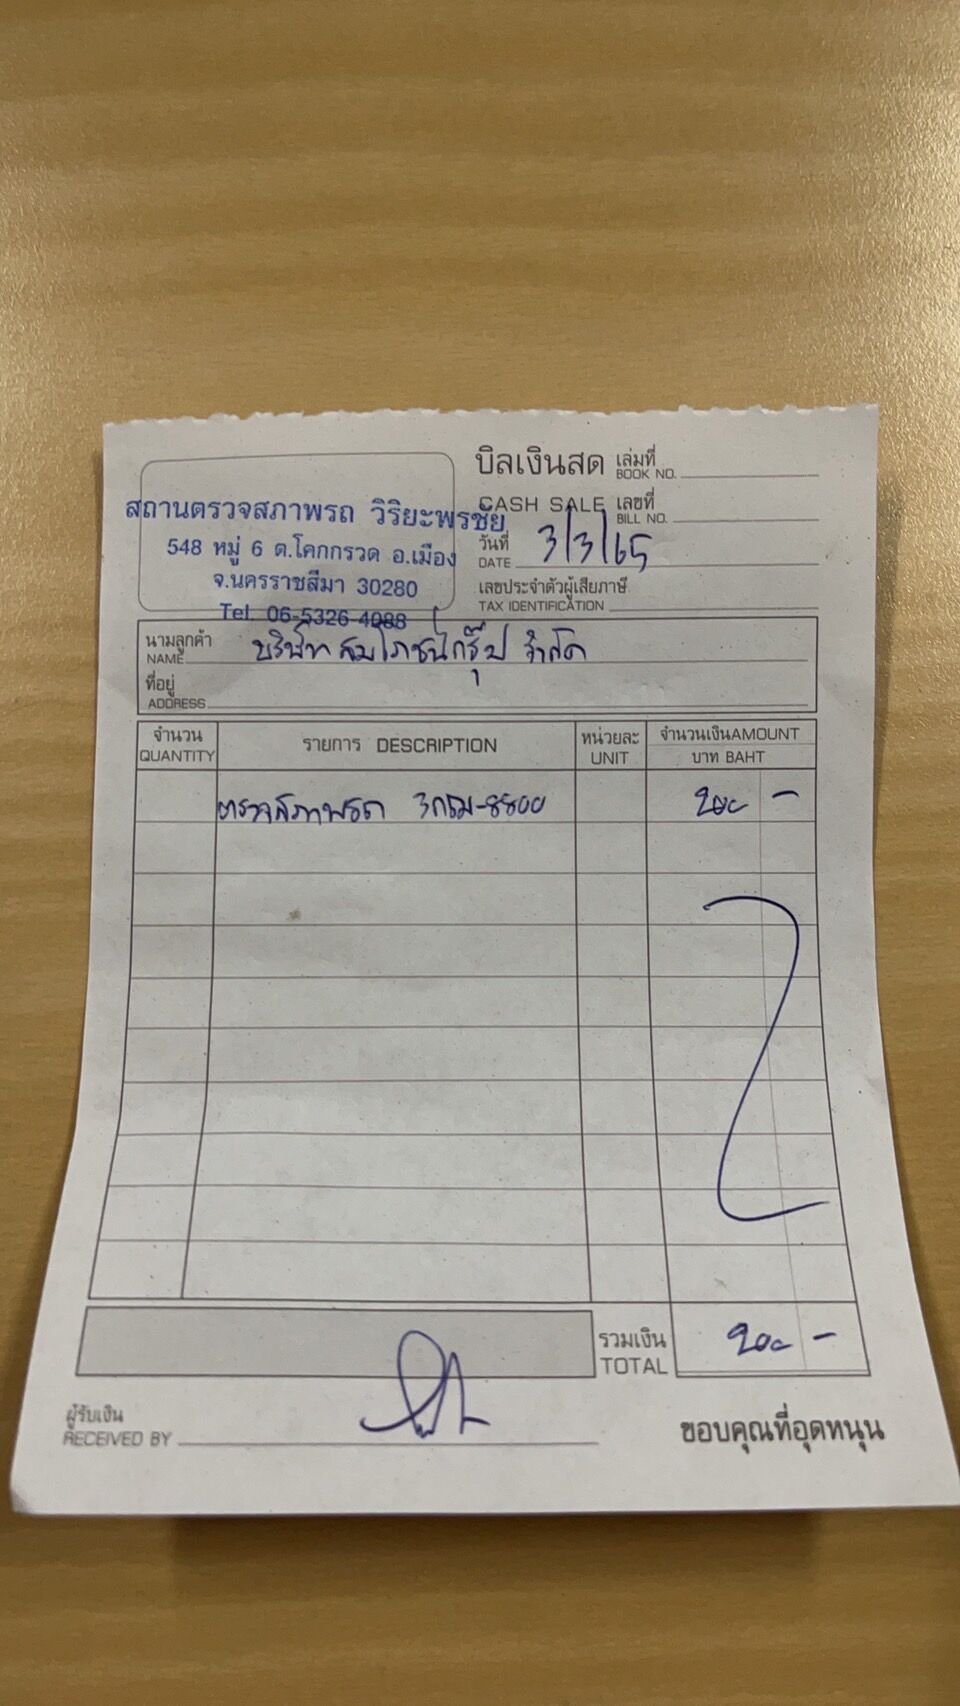 บิลเงินสด เล่มที่
BOOK NO.
CASH SALE เลขที่
BILL NO.
สถานตรวจสภาพรถ วิริยะพรชัย
548 หมู่ 6 ต.โคกกรวด อ.เมือง
จ.นครราชสีมา 30280
Tel. 06-5326-4088
วันที่ 3/3/65
DATE
เลขประจำตัวผู้เสียภาษี
TAX IDENTIFICATION
นามลูกค้า บริษัท สมโภชน์กรุ๊ป จำกัด
NAME
ที่อยู่
ADDRESS
จำนวน รายการ DESCRIPTION หน่วยละ จำนวนเงินAMOUNT
QUANTITY UNIT บาท BAHT
ตรวจสภาพรถ 3กรม-8800 200 -
รวมเงิน 200 -
TOTAL
ผู้รับเงิน
RECEIVED BY
ขอบคุณที่อุดหนุน